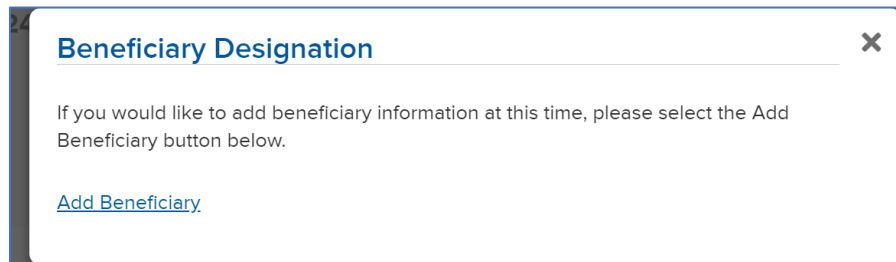 24
Beneficiary Designation
If you would like to add beneficiary information at this time, please select the Add
Beneficiary button below.
Add Beneficiary